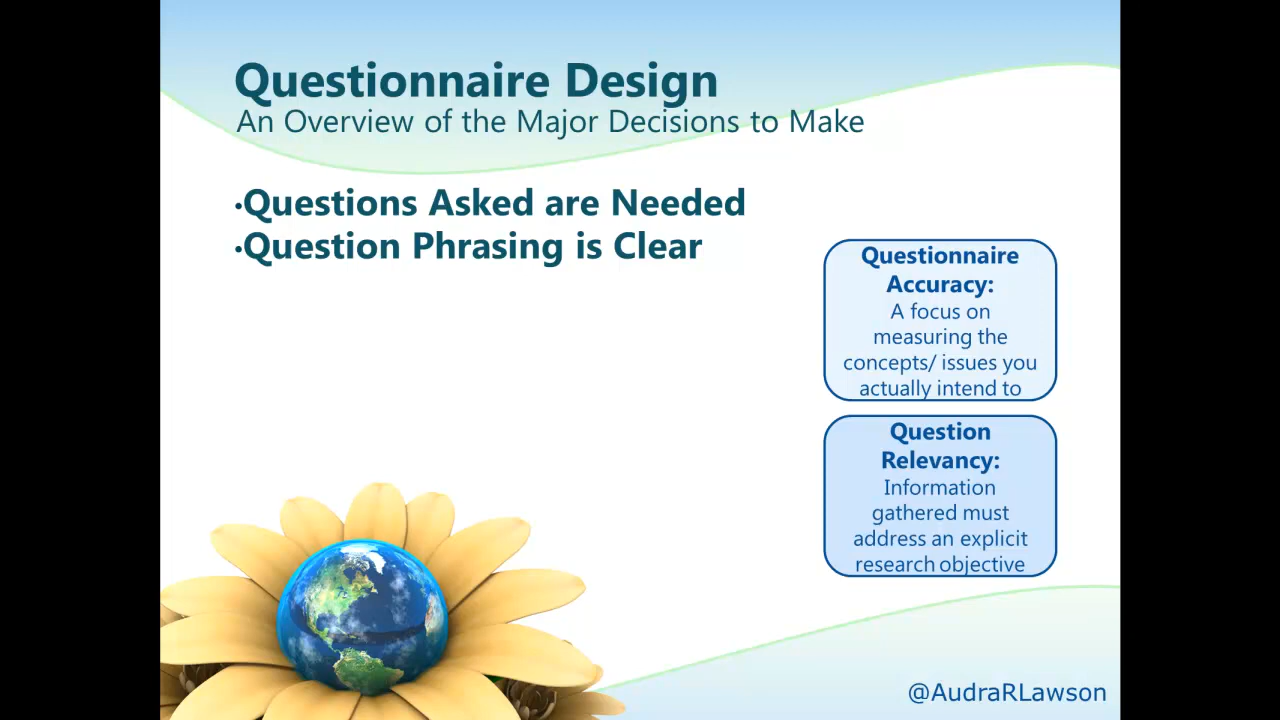 Questionnaire Design
An Overview of the Major Decisions to Make
•Questions Asked are Needed
•Question Phrasing is Clear
Questionnaire
Accuracy:
A focus on
measuring the
concepts/ issues you
actually intend to
Question
Relevancy:
Information
gathered must
address an explicit
research objective
@AudraRLawson